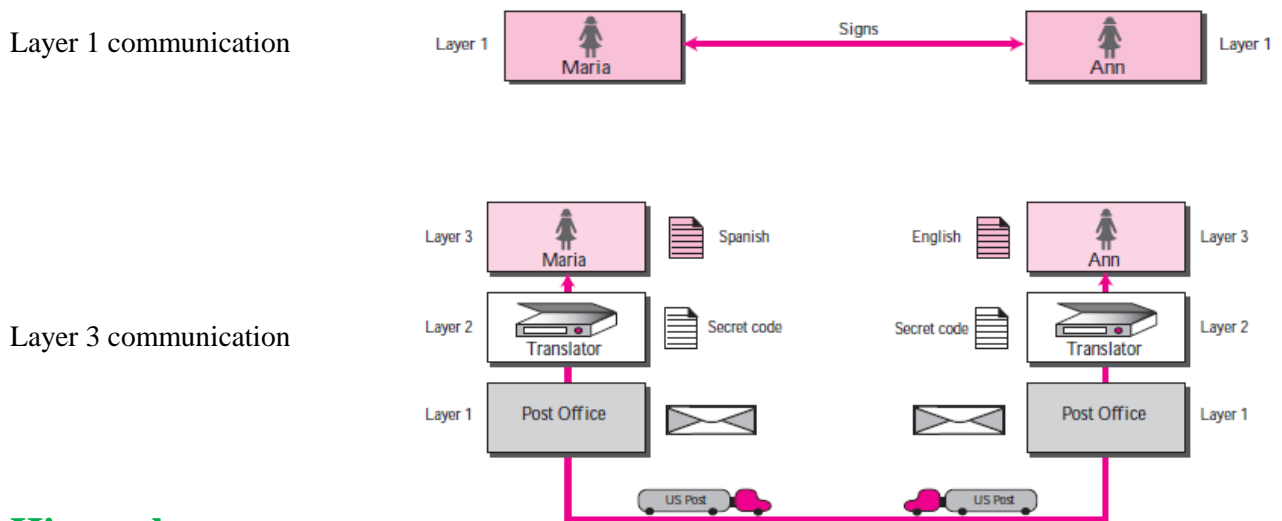 Layer 1 communication
Layer 1 Maria Signs Ann Layer 1
Layer 3 Maria Spanish English Ann Layer 3
Layer 3 communication
Layer 2 Translator Secret code Secret code Translator Layer 2
Layer 1 Post Office Post Office Layer 1
US Post US Post